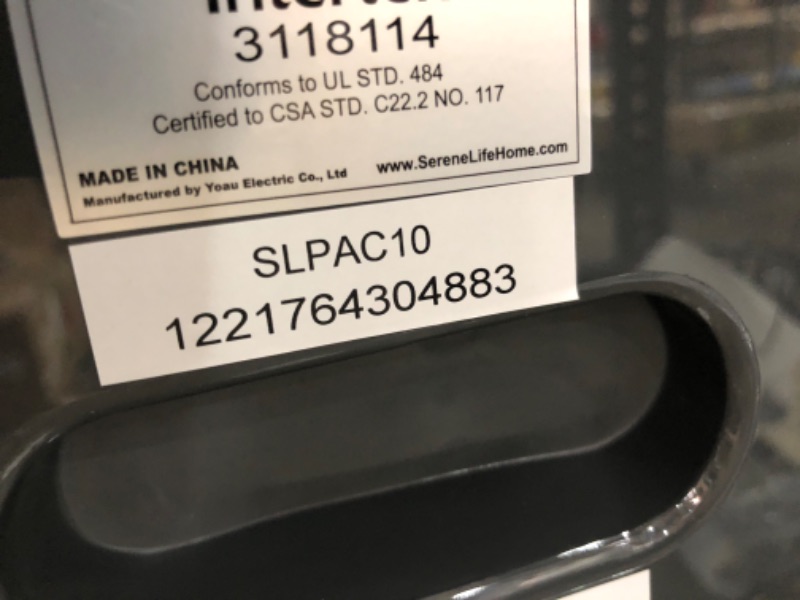 3118114
Conforms to UL STD. 484
Certified to CSA STD. C22.2 NO. 117
MADE IN CHINA
Manufactured by Yoau Electric Co., Ltd
www.SereneLifeHome.com
SLPAC10
1221764304883